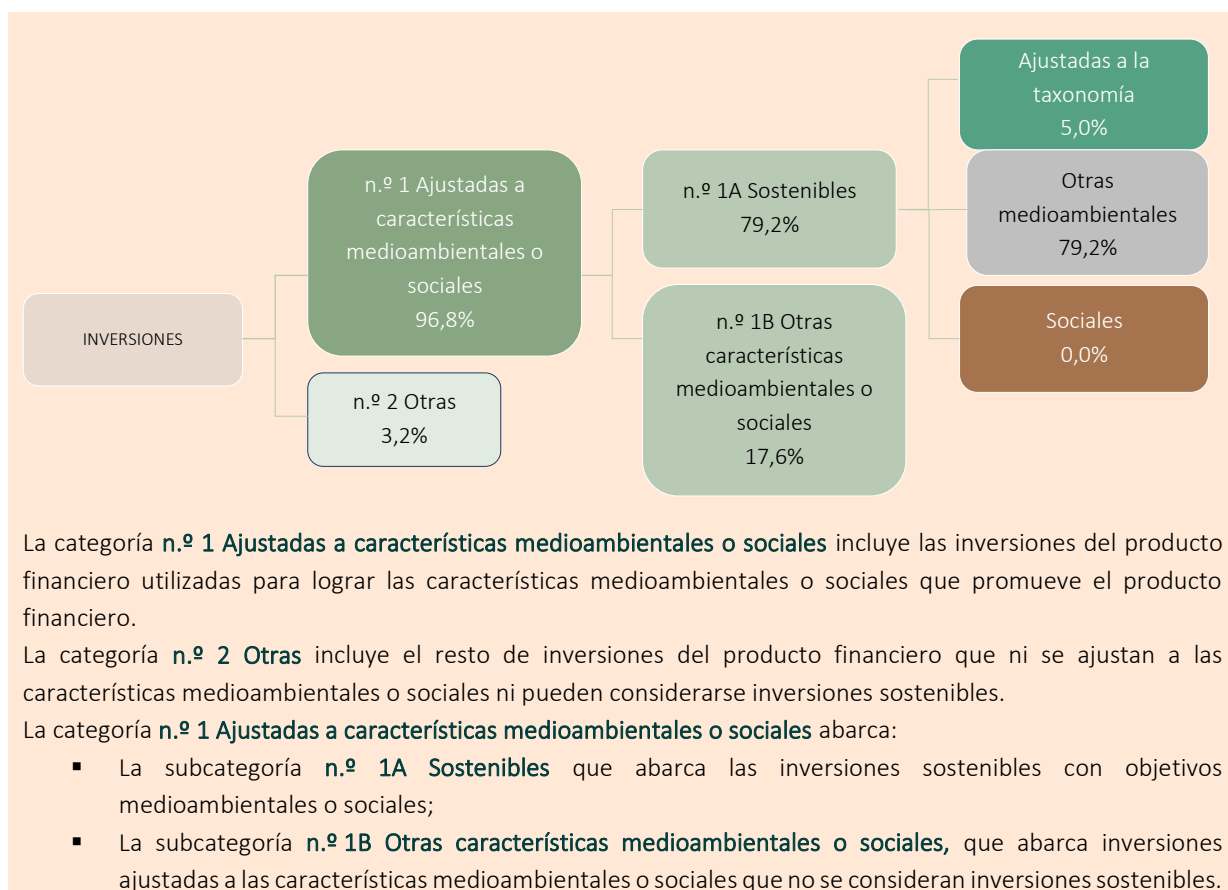 INVERSIONES
n.º 1 Ajustadas a
características
medioambientales o
sociales
96,8%
n.º 2 Otras
3,2%
n.º 1A Sostenibles
79,2%
n.º 1B Otras
características
medioambientales o
sociales
17,6%
Ajustadas a la
taxonomía
5,0%
Otras
medioambientales
79,2%
Sociales
0,0%
La categoría n.º 1 Ajustadas a características medioambientales o sociales incluye las inversiones del producto
financiero utilizadas para lograr las características medioambientales o sociales que promueve el producto
financiero.
La categoría n.º 2 Otras incluye el resto de inversiones del producto financiero que ni se ajustan a las
características medioambientales o sociales ni pueden considerarse inversiones sostenibles.
La categoría n.º 1 Ajustadas a características medioambientales o sociales abarca:
▪ La subcategoría n.º 1A Sostenibles que abarca las inversiones sostenibles con objetivos
medioambientales o sociales;
▪ La subcategoría n.º 1B Otras características medioambientales o sociales, que abarca inversiones
ajustadas a las características medioambientales o sociales que no se consideran inversiones sostenibles.